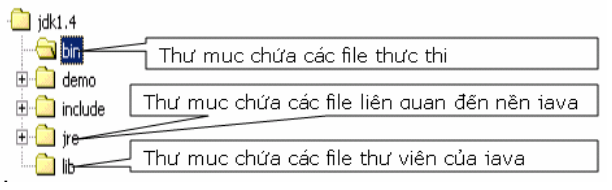 jdk1.4
bin
Thư mục chứa các file thực thi
demo
include
Thư mục chứa các file liên quan đến nền java
jre
Thư mục chứa các file thư viện của java
lib